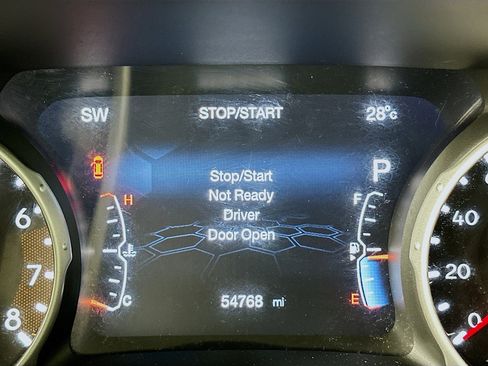 SW STOP/START 28°c
Stop/Start
Not Ready
Driver
Door Open
P
H
C
F
E
54768 mi
6
7
8
40
20
0